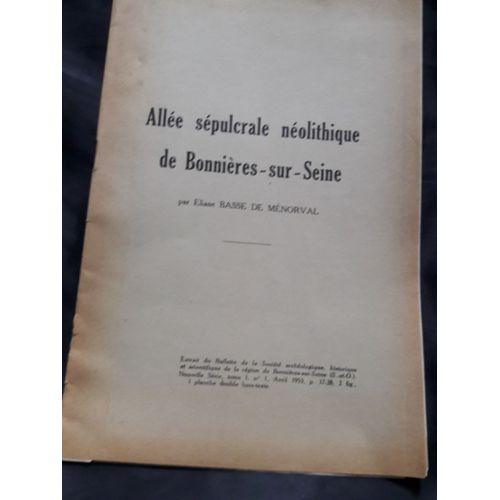 Allée sépulcrale néolithique
de Bonnières-sur-Seine
par Eliane BASSE DE MÉNORVAL
Extrait du Bulletin de la Société archéologique, historique
et scientifique de la région de Bonnières-sur-Seine (S.-et-O.)
Nouvelle Série, tome 1, n° 1, Avril 1953, p. 17-38, 2 fig.,
1 planche double hors-texte.